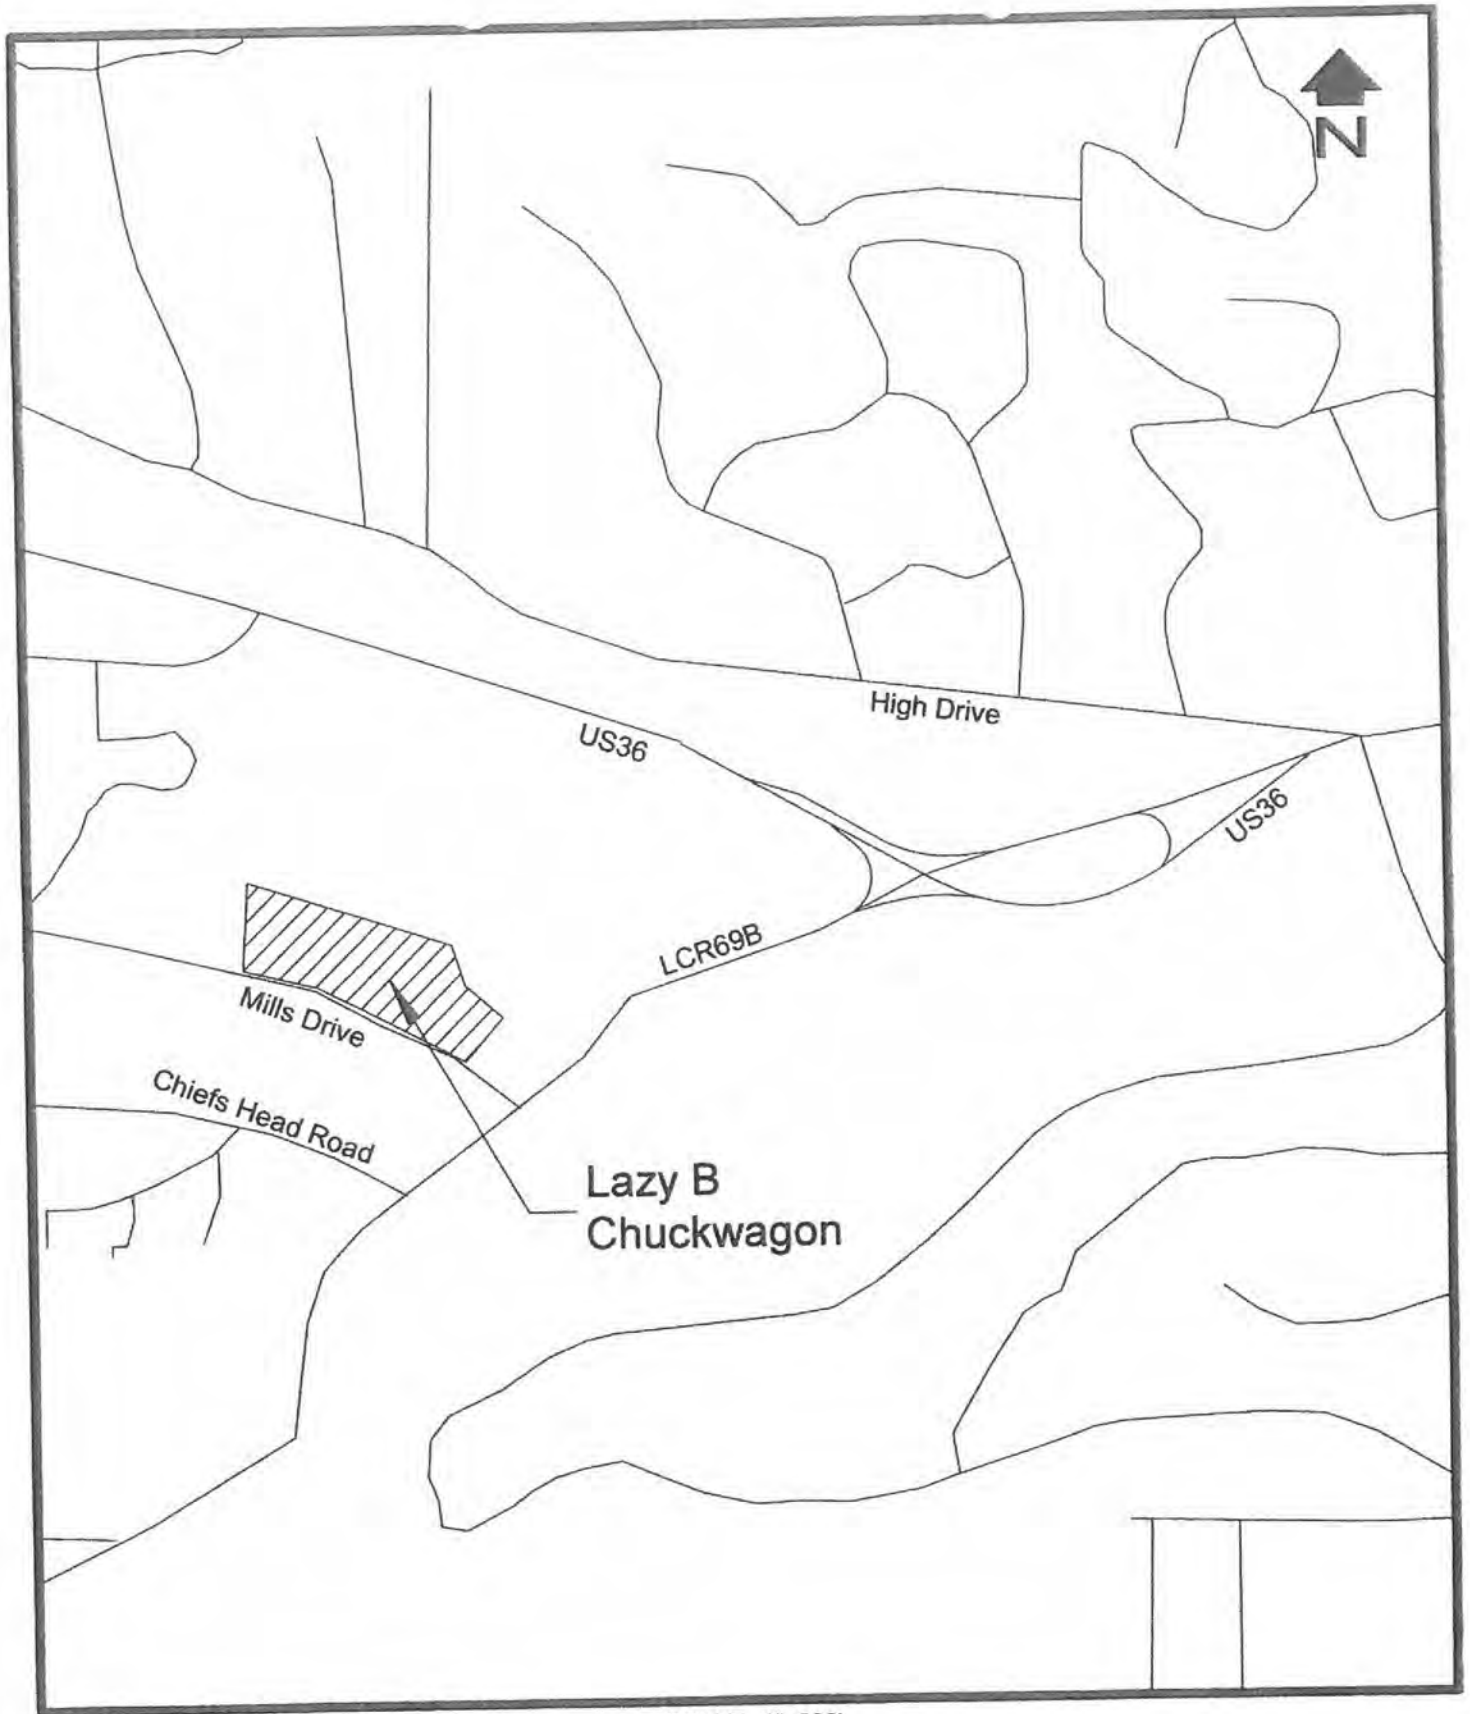 N
High Drive
US36
US36
LCR69B
Mills Drive
Chiefs Head Road
Lazy B
Chuckwagon